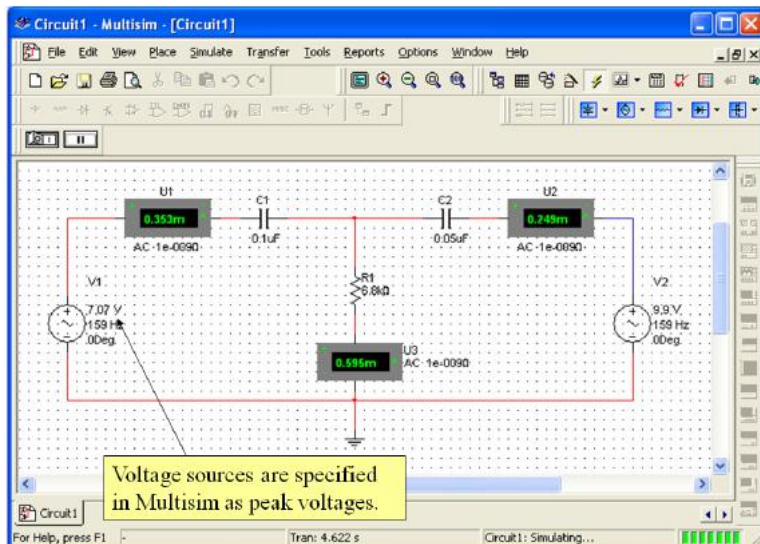 Circuit1 - Multisim - [Circuit1]
File Edit View Place Simulate Transfer Tools Reports Options Window Help
U1
0.353m
AC 1e-009Ω
C1
0.1uF
C2
0.05uF
U2
0.249m
AC 1e-009Ω
V1
7.07 V
159 Hz
.0Deg
R1
6.8kΩ
V2
9.9 V
159 Hz
.0Deg
U3
0.595m
AC 1e-009Ω
Voltage sources are specified
in Multisim as peak voltages.
Circuit1
For Help, press F1 - Tran: 4.622 s Circuit1: Simulating...